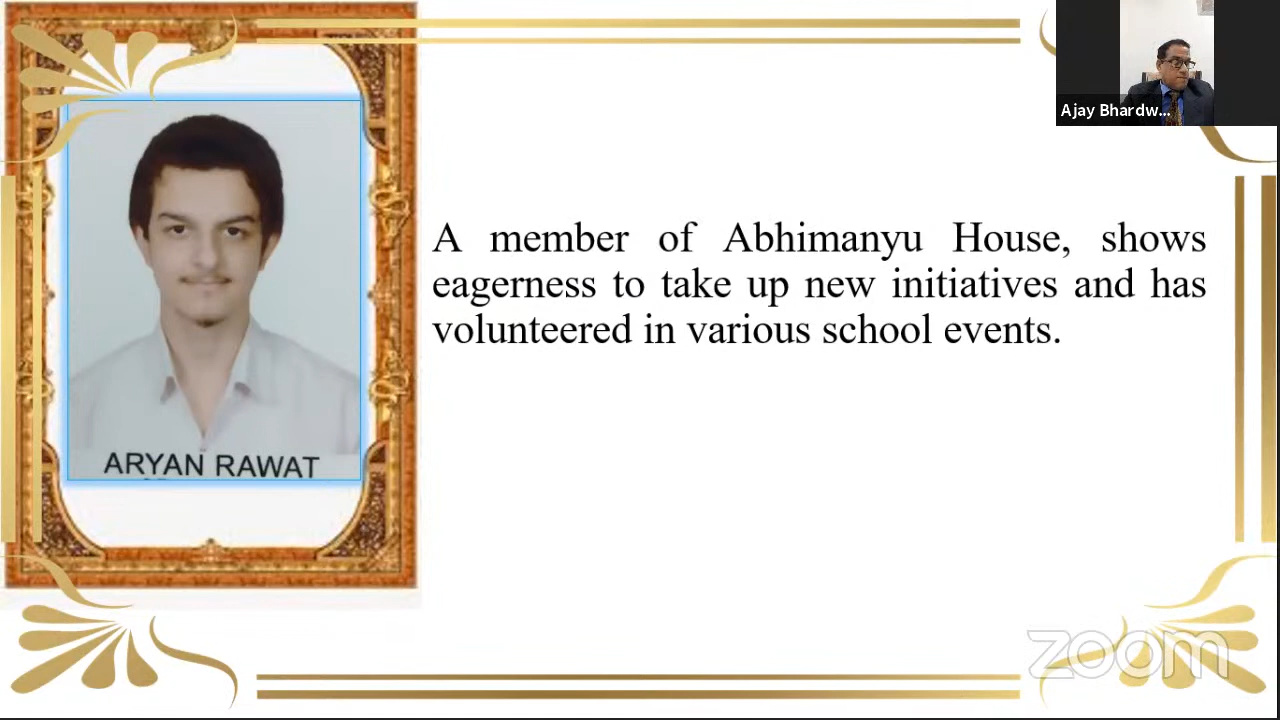 Ajay Bhardw...
A member of Abhimanyu House, shows
eagerness to take up new initiatives and has
volunteered in various school events.
ARYAN RAWAT
zoom